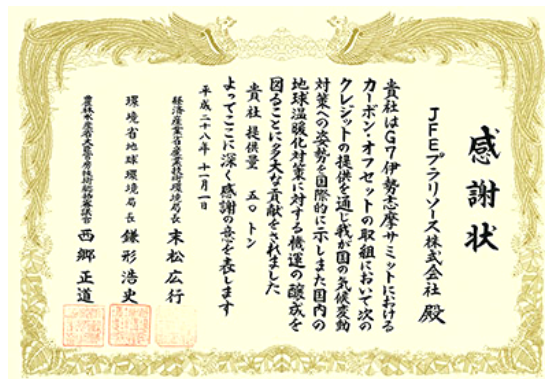 感謝状
JFEプラリソース株式会社 殿
貴社はG7伊勢志摩サミットにおける
カーボン・オフセットの取組において次の
クレジットの提供を通じ我が国の気候変動
対策への姿勢を国際的に示しまた国内の
地球温暖化対策に対する機運の醸成を
図ることに多大な貢献をされました
貴社 提供量 五〇トン
よってここに深く感謝の意を表します
平成二十八年 十一月一日
経済産業省産業技術環境局長 末松広行
環境省地球環境局長 鎌形浩史
農林水産省大臣官房技術総括審議官 西郷正道